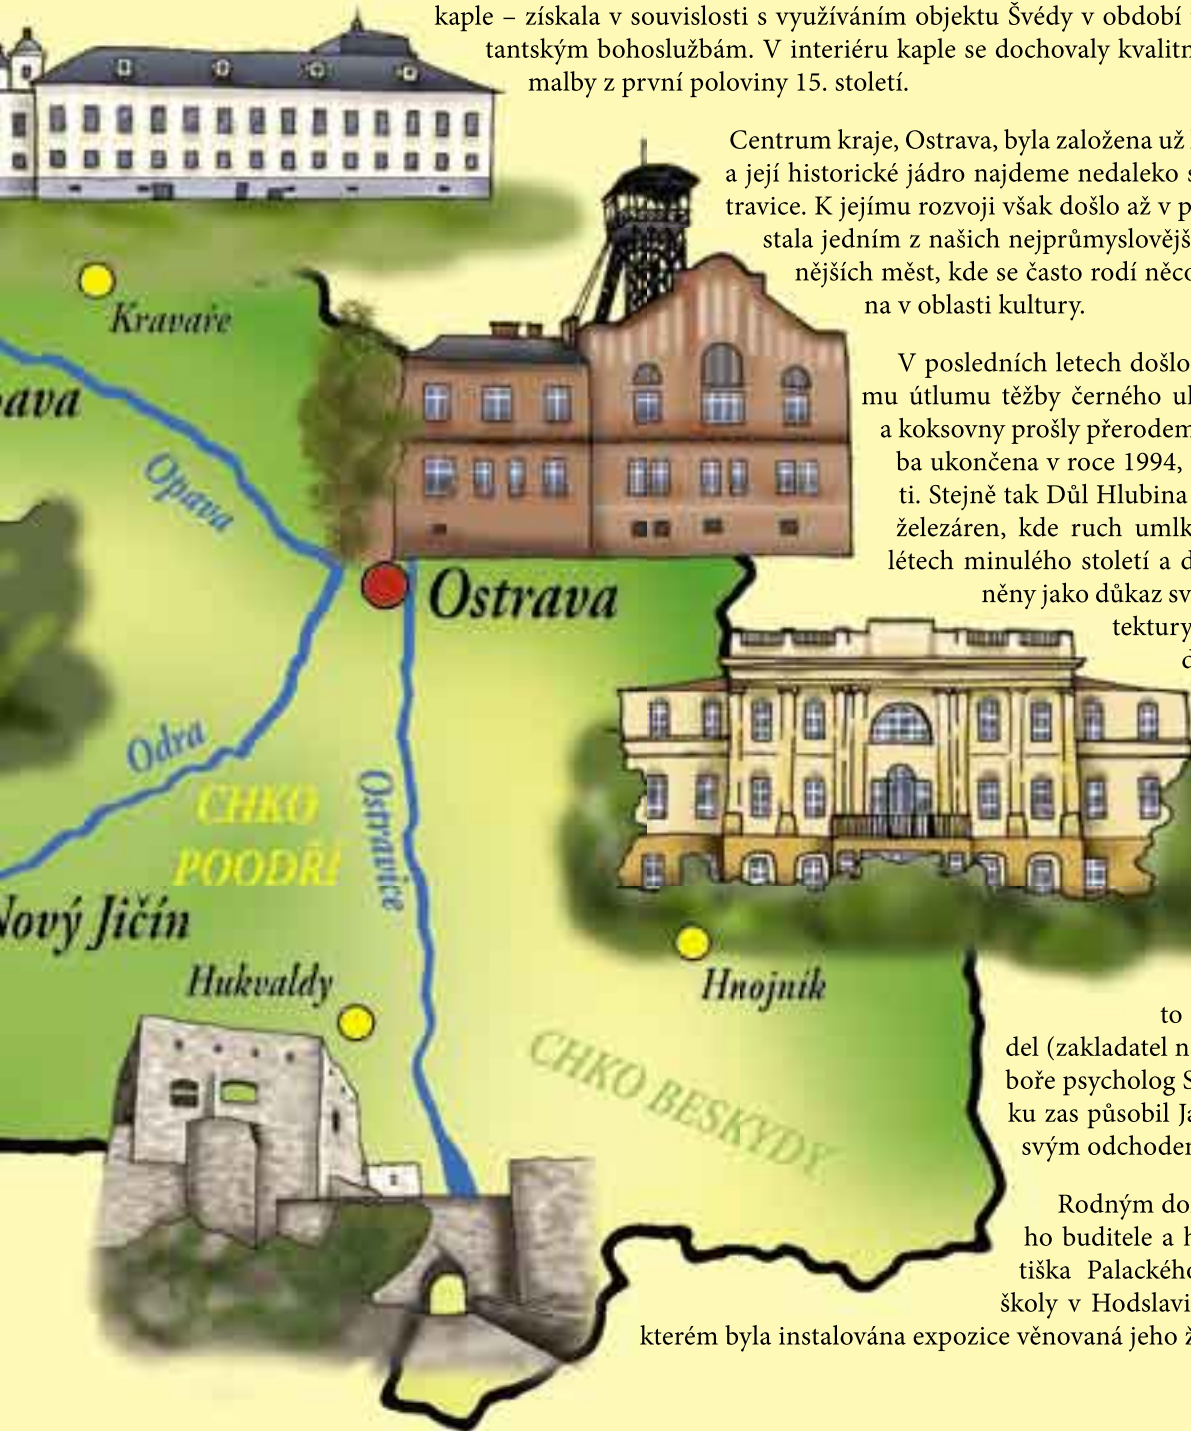 kaple – získala v souvislosti s využíváním objektu Švédy v období
tantským bohoslužbám. V interiéru kaple se dochovaly kvalitn
malby z první poloviny 15. století.
Centrum kraje, Ostrava, byla založena už
a její historické jádro najdeme nedaleko s
travice. K jejímu rozvoji však došlo až v p
stala jedním z našich nejprůmyslovějš
nějších měst, kde se často rodí něco
na v oblasti kultury.
V posledních letech došlo
mu útlumu těžby černého uh
a koksovny prošly přerodem
ba ukončena v roce 1994,
ti. Stejně tak Důl Hlubina
železáren, kde ruch umlk
létech minulého století a d
něny jako důkaz sv
tektury
d
to
del (zakladatel n
boře psycholog S
ku zas působil Ja
svým odchodem
Rodným do
ho buditele a h
tiška Palackého
školy v Hodslavi
kterém byla instalována expozice věnovaná jeho ž
Kravaře
pava
Opava
Ostrava
Odra
CHKO
POODŘÍ
Ostravice
Nový Jičín
Hukvaldy
Hnojník
CHKO BESKYDY